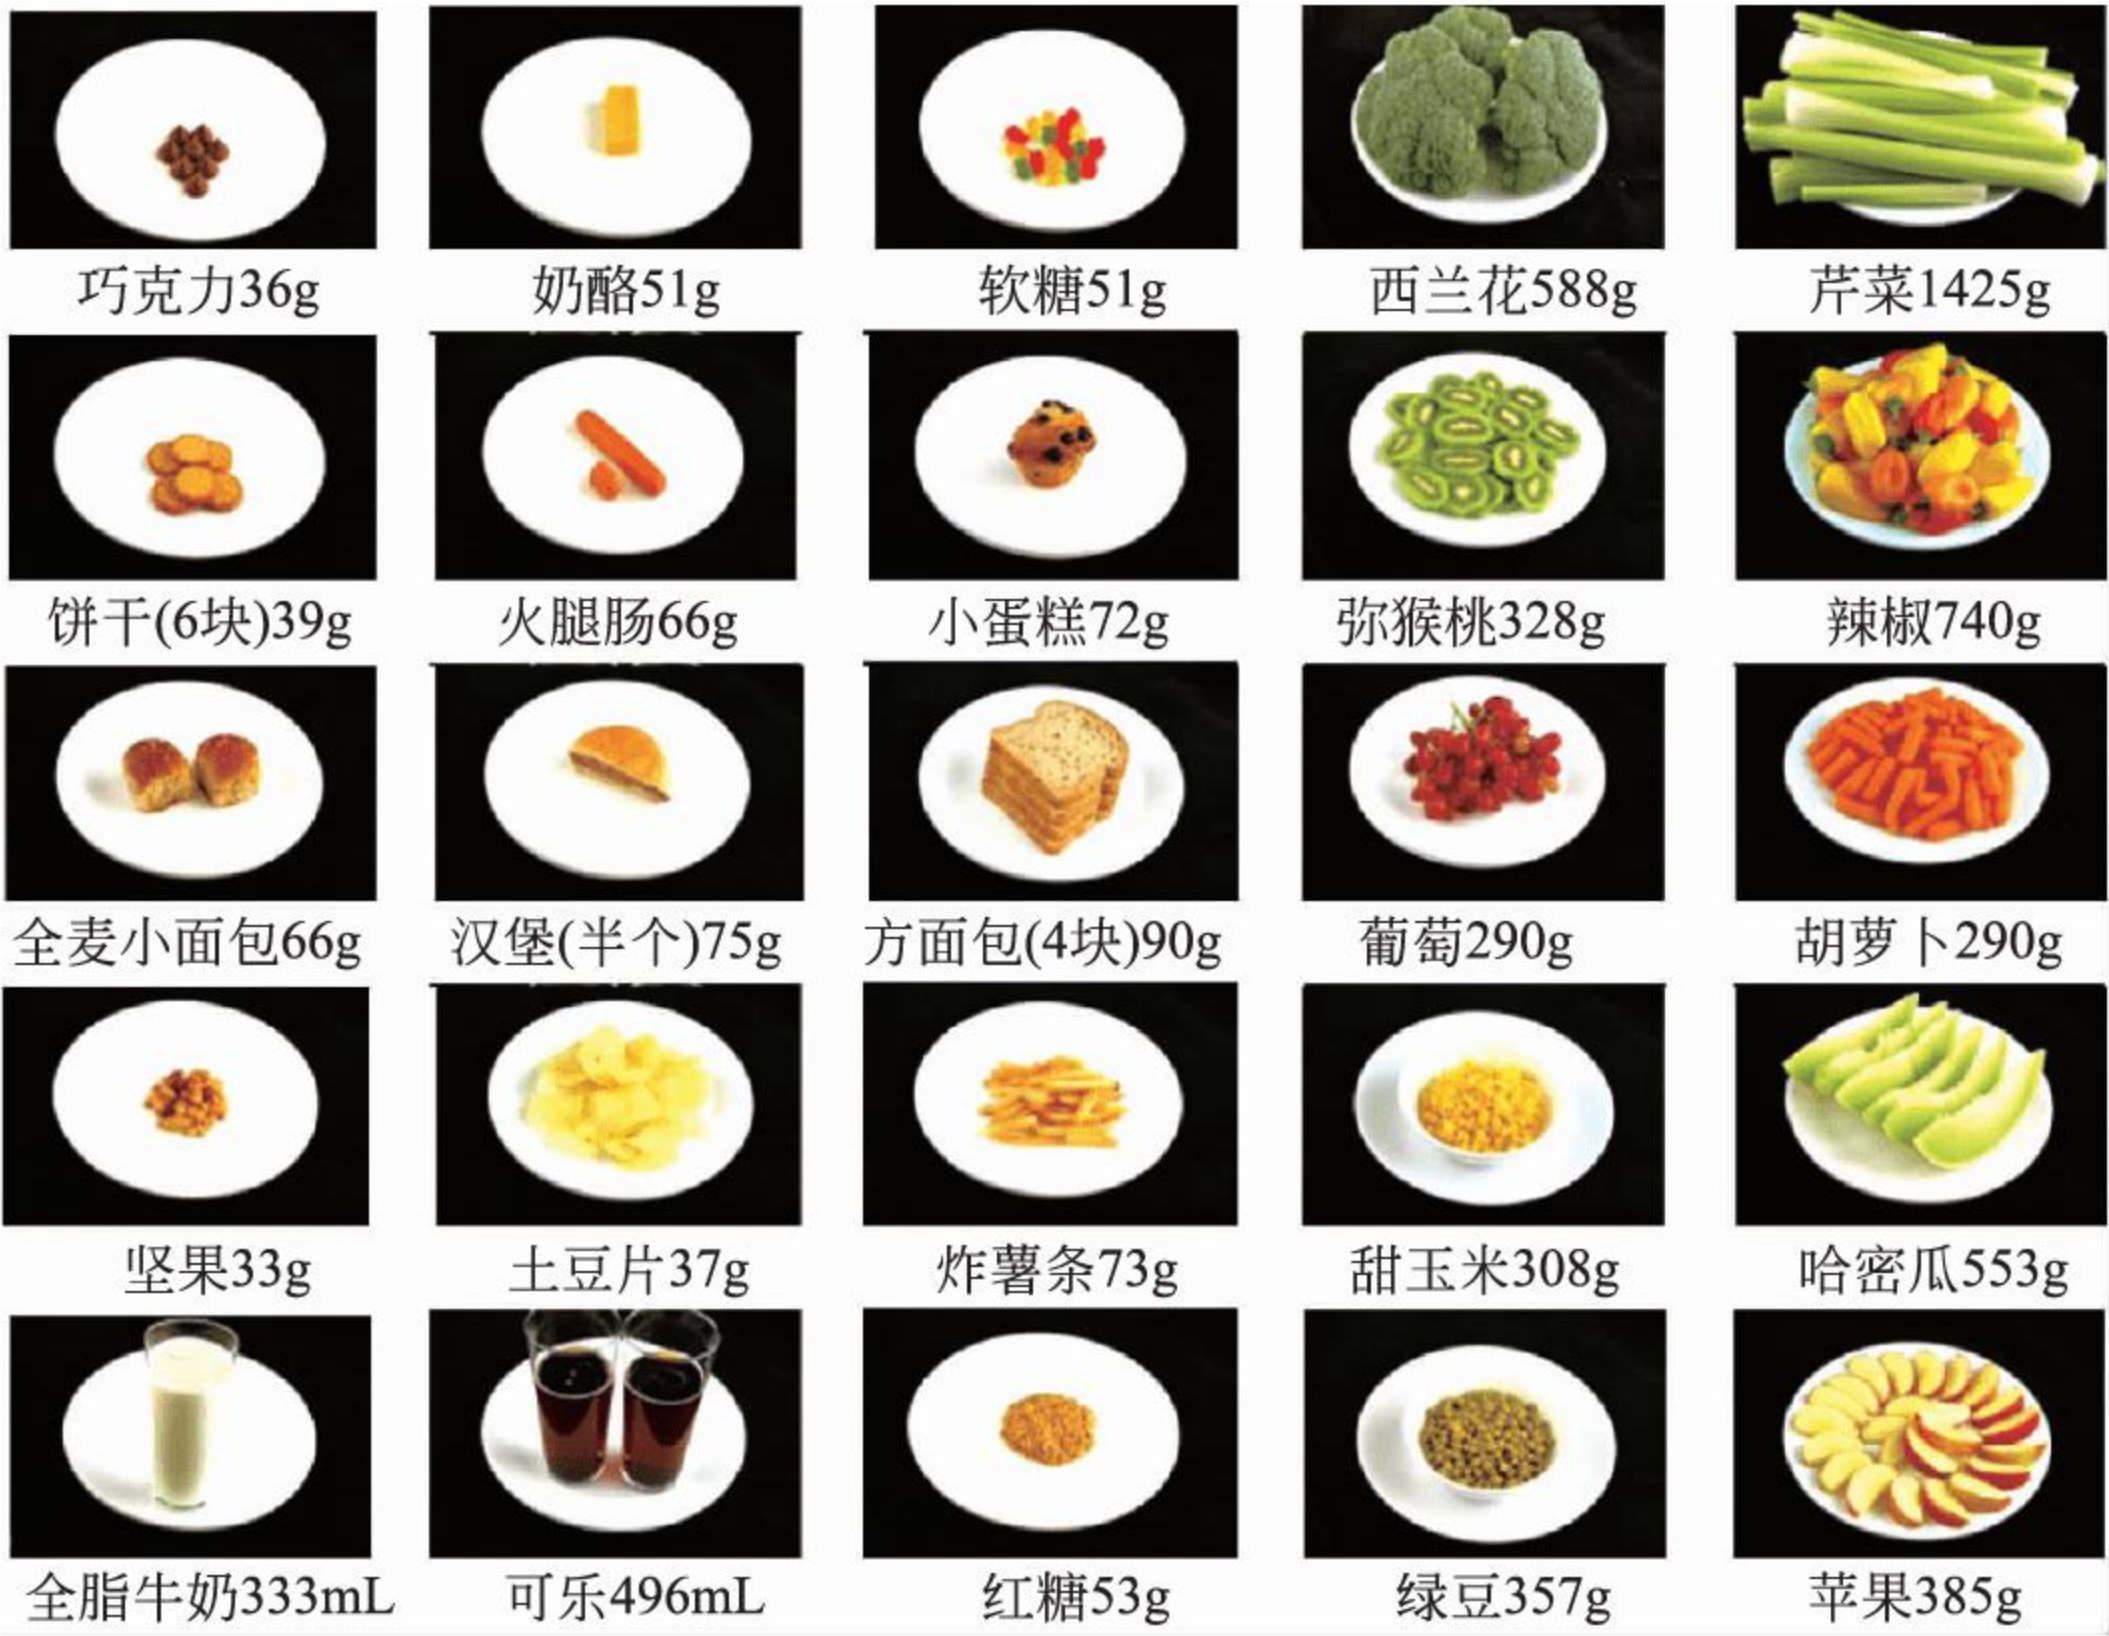 巧克力36g
奶酪51g
软糖51g
西兰花588g
芹菜1425g
饼干(6块)39g
火腿肠66g
小蛋糕72g
弥猴桃328g
辣椒740g
全麦小面包66g
汉堡(半个)75g
方面包(4块)90g
葡萄290g
胡萝卜290g
坚果33g
土豆片37g
炸薯条73g
甜玉米308g
哈密瓜553g
全脂牛奶333mL
可乐496mL
红糖53g
绿豆357g
苹果385g